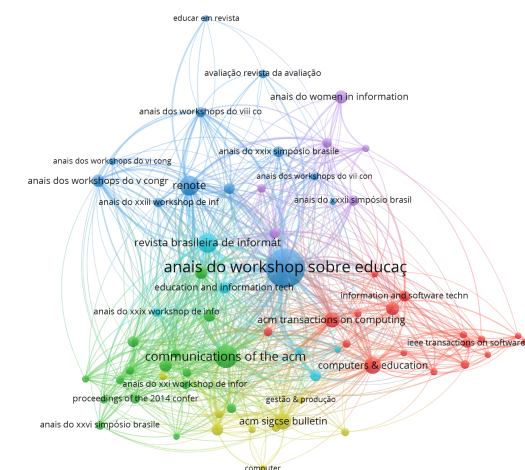 educar em revista
avaliação revista da avaliação
anais do women in information
anais dos workshops do viii co
anais do xxix simpósio brasile
anais dos workshops do vi cong
anais dos workshops do v congr
renote
anais dos workshops do vii con
anais do xxiii workshop de inf
anais do xxxii simpósio brasil
revista brasileira de informat
anais do workshop sobre educaç
education and information tech
information and software techn
anais do xxix workshop de info
acm transactions on computing
ieee transactions on software
communications of the acm
computers & education
anais do xxi workshop de infor
proceedings of the 2014 confer
gestão & produção
anais do xxvi simpósio brasile
acm sigcse bulletin
computer